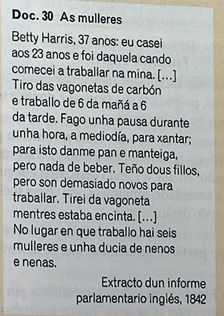 Doc. 30 As mulleres
Betty Harris, 37 anos: eu casei
aos 23 anos e foi daquela cando
comecei a traballar na mina. [...]
Tiro das vagonetas de carbón
e traballo de 6 da mañá a 6
da tarde. Fago unha pausa durante
unha hora, a mediodía, para xantar;
para isto danme pan e manteiga,
pero nada de beber. Teño dous fillos,
pero son demasiado novos para
traballar. Tirei da vagoneta
mentres estaba encinta. [...]
No lugar en que traballo hai seis
mulleres e unha ducia de nenos
e nenas.
Extracto dun informe
parlamentario inglés, 1842